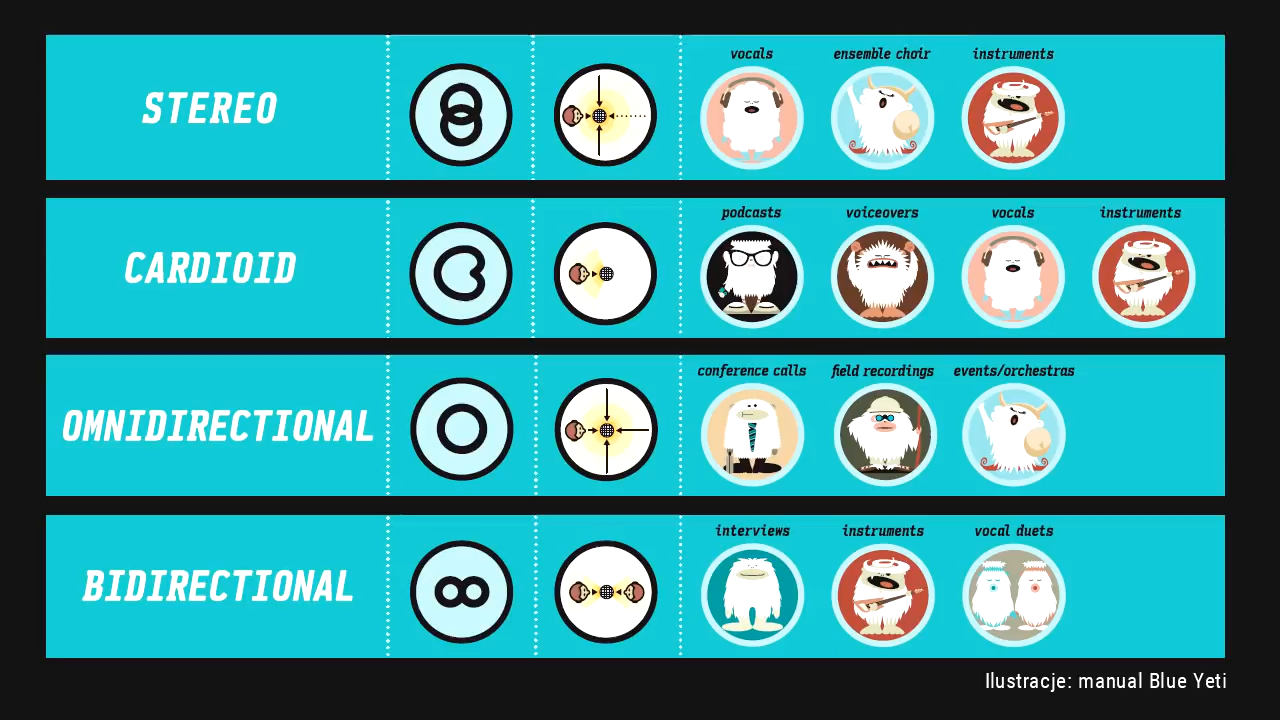 STEREO
vocals
ensemble choir
instruments
CARDIOID
podcasts
voiceovers
vocals
instruments
OMNIDIRECTIONAL
conference calls
field recordings
events/orchestras
BIDIRECTIONAL
interviews
instruments
vocal duets
Ilustracje: manual Blue Yeti